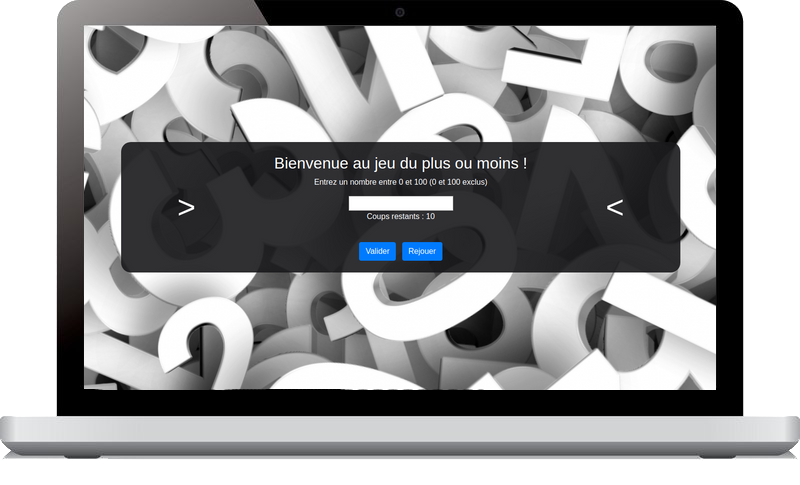 Bienvenue au jeu du plus ou moins !
Entrez un nombre entre 0 et 100 (0 et 100 exclus)
> <
Coups restants : 10
Valider Rejouer